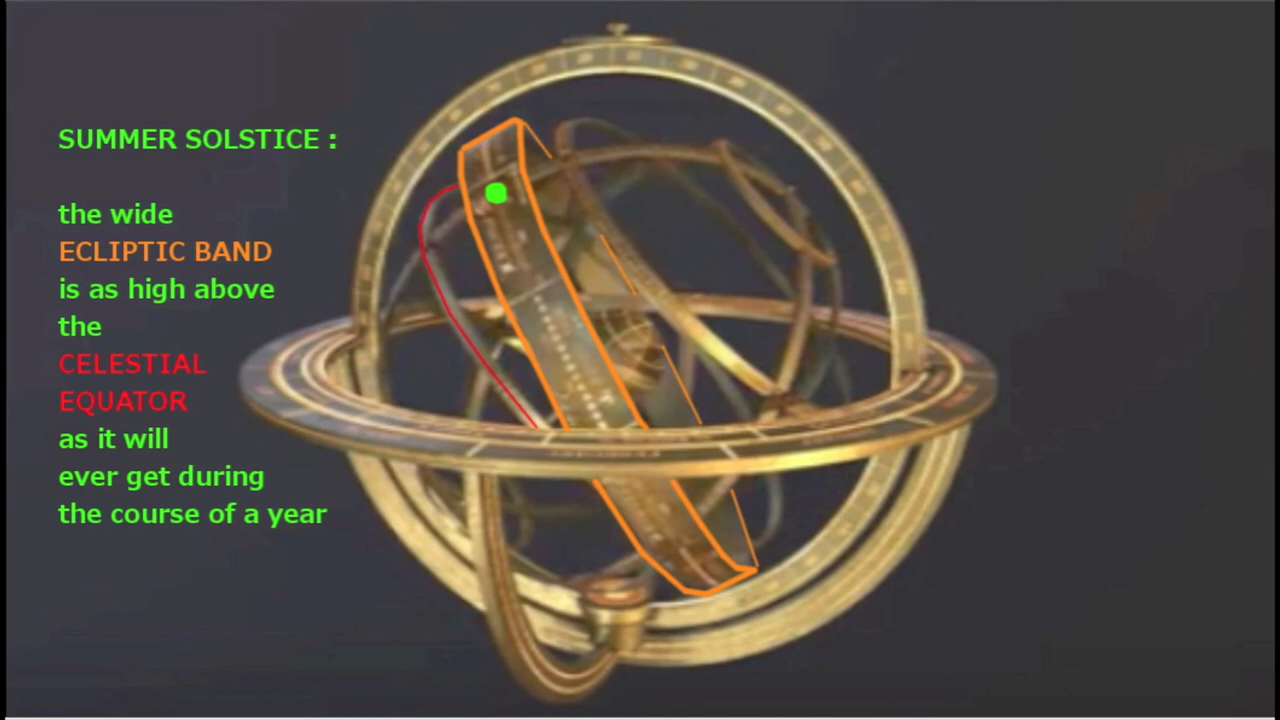 SUMMER SOLSTICE :
the wide
ECLIPTIC BAND
is as high above
the
CELESTIAL
EQUATOR
as it will
ever get during
the course of a year